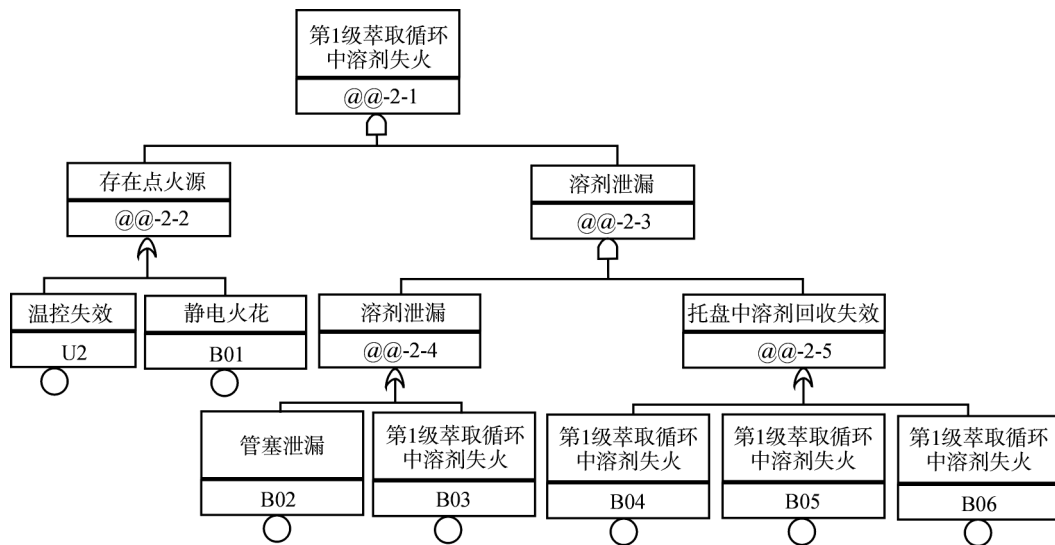 第1级萃取循环
中溶剂失火
@@-2-1
存在点火源
@@-2-2
溶剂泄漏
@@-2-3
温控失效
U2
静电火花
B01
溶剂泄漏
@@-2-4
托盘中溶剂回收失效
@@-2-5
管塞泄漏
B02
第1级萃取循环
中溶剂失火
B03
第1级萃取循环
中溶剂失火
B04
第1级萃取循环
中溶剂失火
B05
第1级萃取循环
中溶剂失火
B06